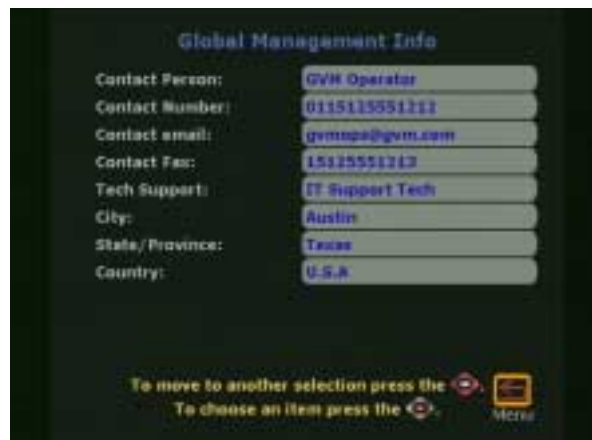 Global Management Info
Contact Person: GVM Operator
Contact Number: 0115125551212
Contact email: gvmops@gvm.com
Contact Fax: 15125551213
Tech Support: IT Support Tech
City: Austin
State/Province: Texas
Country: U.S.A
To move to another selection press the .
To choose an item press the .
Menu